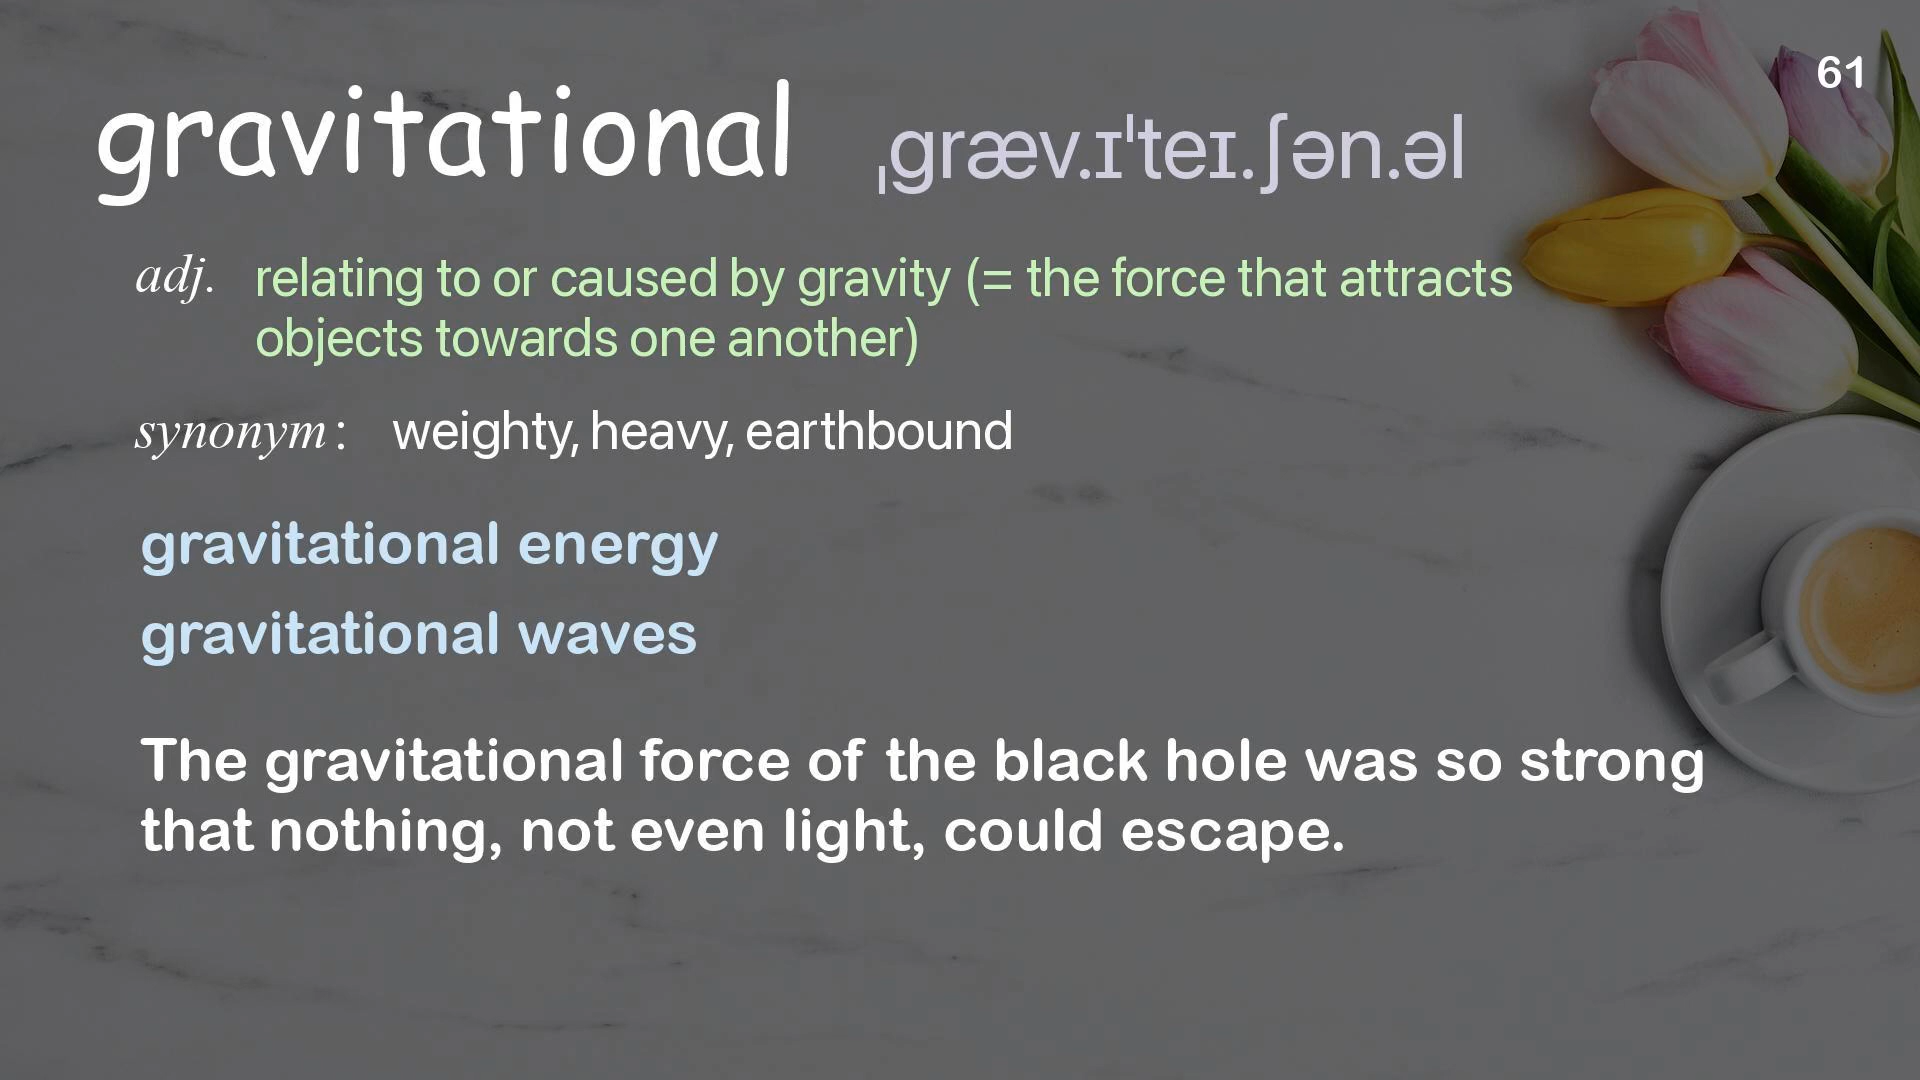 61
gravitational ˌɡræv.ɪˈteɪ.ʃən.əl
adj. relating to or caused by gravity (= the force that attracts
objects towards one another)
synonym: weighty, heavy, earthbound
gravitational energy
gravitational waves
The gravitational force of the black hole was so strong
that nothing, not even light, could escape.